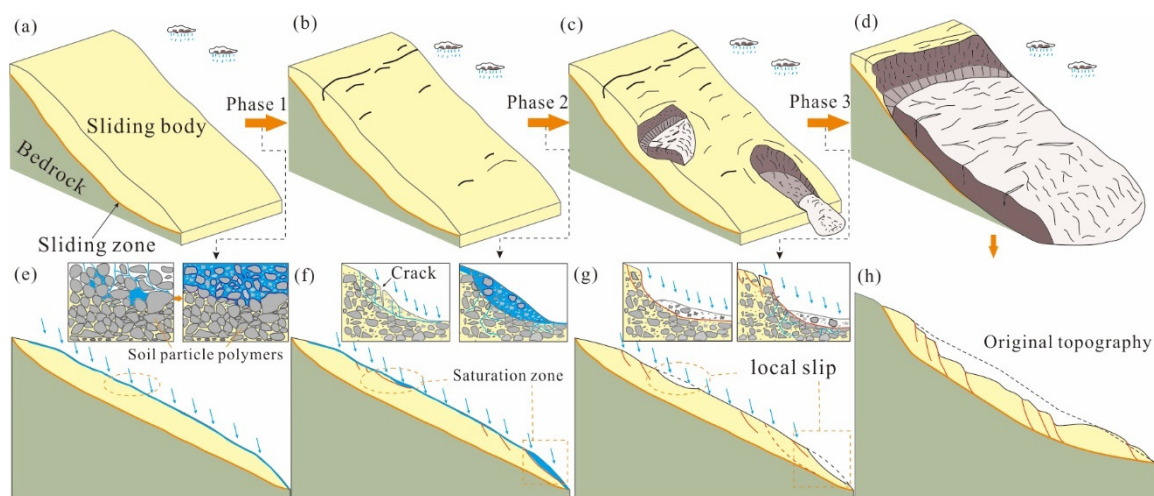 (a)
(b)
(c)
(d)
Phase 1
Phase 2
Phase 3
Sliding body
Bedrock
Sliding zone
(e)
(f)
Crack
(g)
(h)
Soil particle polymers
Saturation zone
local slip
Original topography